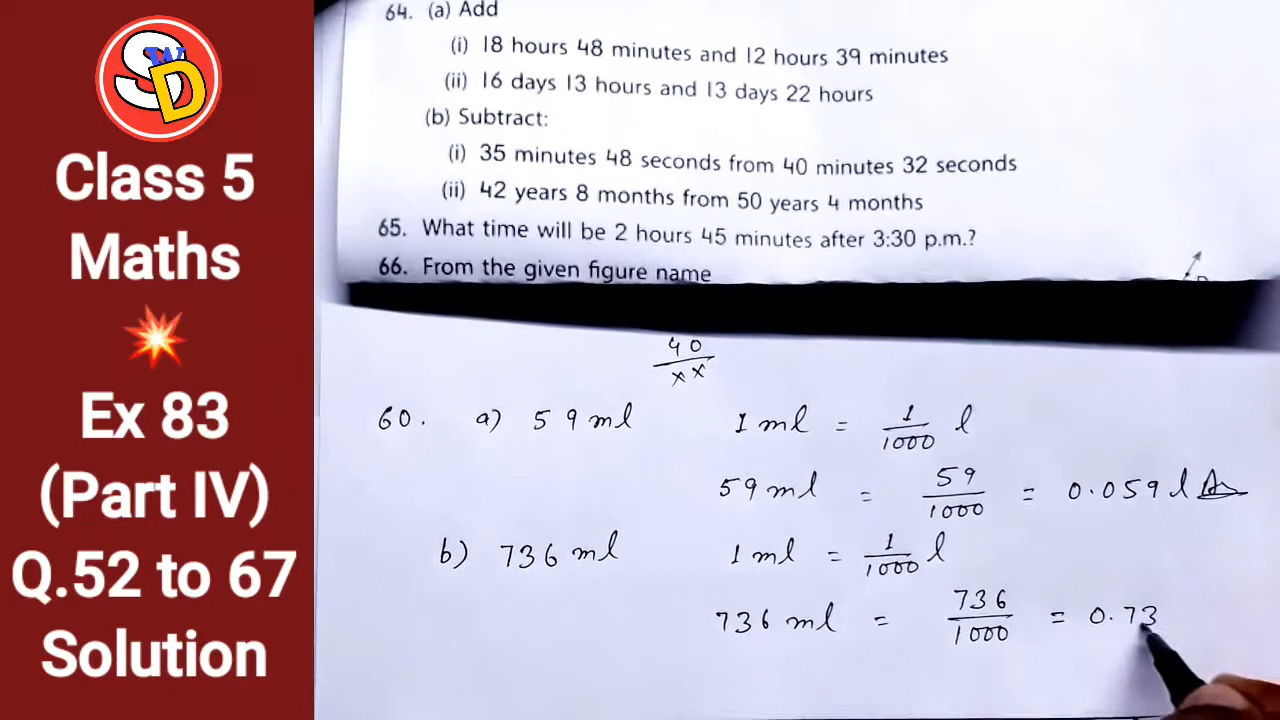 SWD
Class 5
Maths
Ex 83
(Part IV)
Q.52 to 67
Solution
64. (a) Add
(i) 18 hours 48 minutes and 12 hours 39 minutes
(ii) 16 days 13 hours and 13 days 22 hours
(b) Subtract:
(i) 35 minutes 48 seconds from 40 minutes 32 seconds
(ii) 42 years 8 months from 50 years 4 months
65. What time will be 2 hours 45 minutes after 3:30 p.m.?
66. From the given figure name
40
xx
60. a) 59 ml 1 ml = 1/1000 l
59 ml = 59/1000 = 0.059 l Ans
b) 736 ml 1 ml = 1/1000 l
736 ml = 736/1000 = 0.73